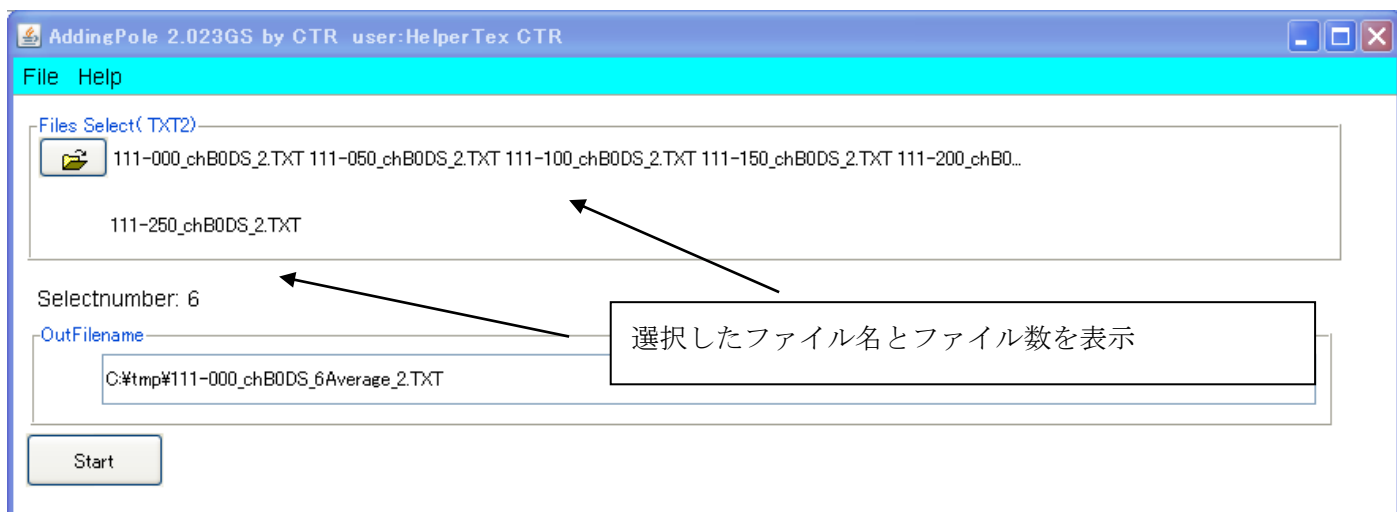 AddingPole 2.023GS by CTR user:HelperTex CTR
File Help
Files Select( TXT2)
111-000_chB0DS_2.TXT 111-050_chB0DS_2.TXT 111-100_chB0DS_2.TXT 111-150_chB0DS_2.TXT 111-200_chB0...
111-250_chB0DS_2.TXT
Selectnumber: 6
選択したファイル名とファイル数を表示
OutFilename
C:¥tmp¥111-000_chB0DS_6Average_2.TXT
Start